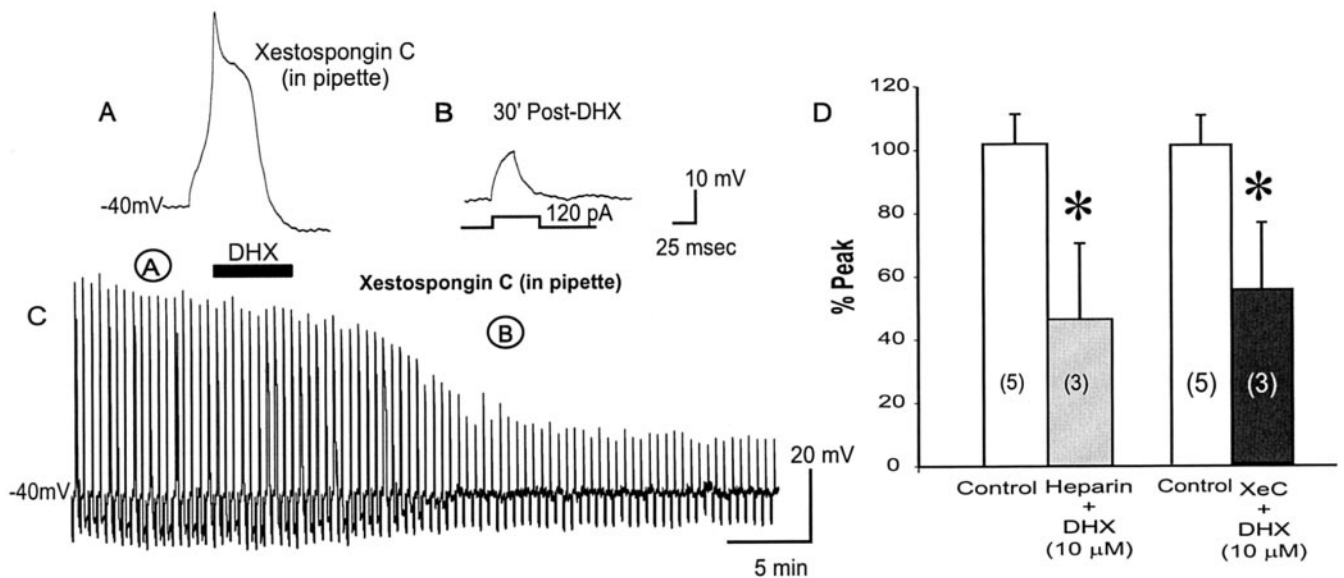 Xestospongin C
(in pipette)
A
-40mV
B
30' Post-DHX
120 pA
10 mV
25 msec
DHX
A
Xestospongin C (in pipette)
B
C
-40mV
20 mV
5 min
D
% Peak
120
100
80
60
40
20
0
(5)
(3)
(5)
(3)
*
*
Control
Heparin
+
DHX
(10 µM)
Control
XeC
+
DHX
(10 µM)